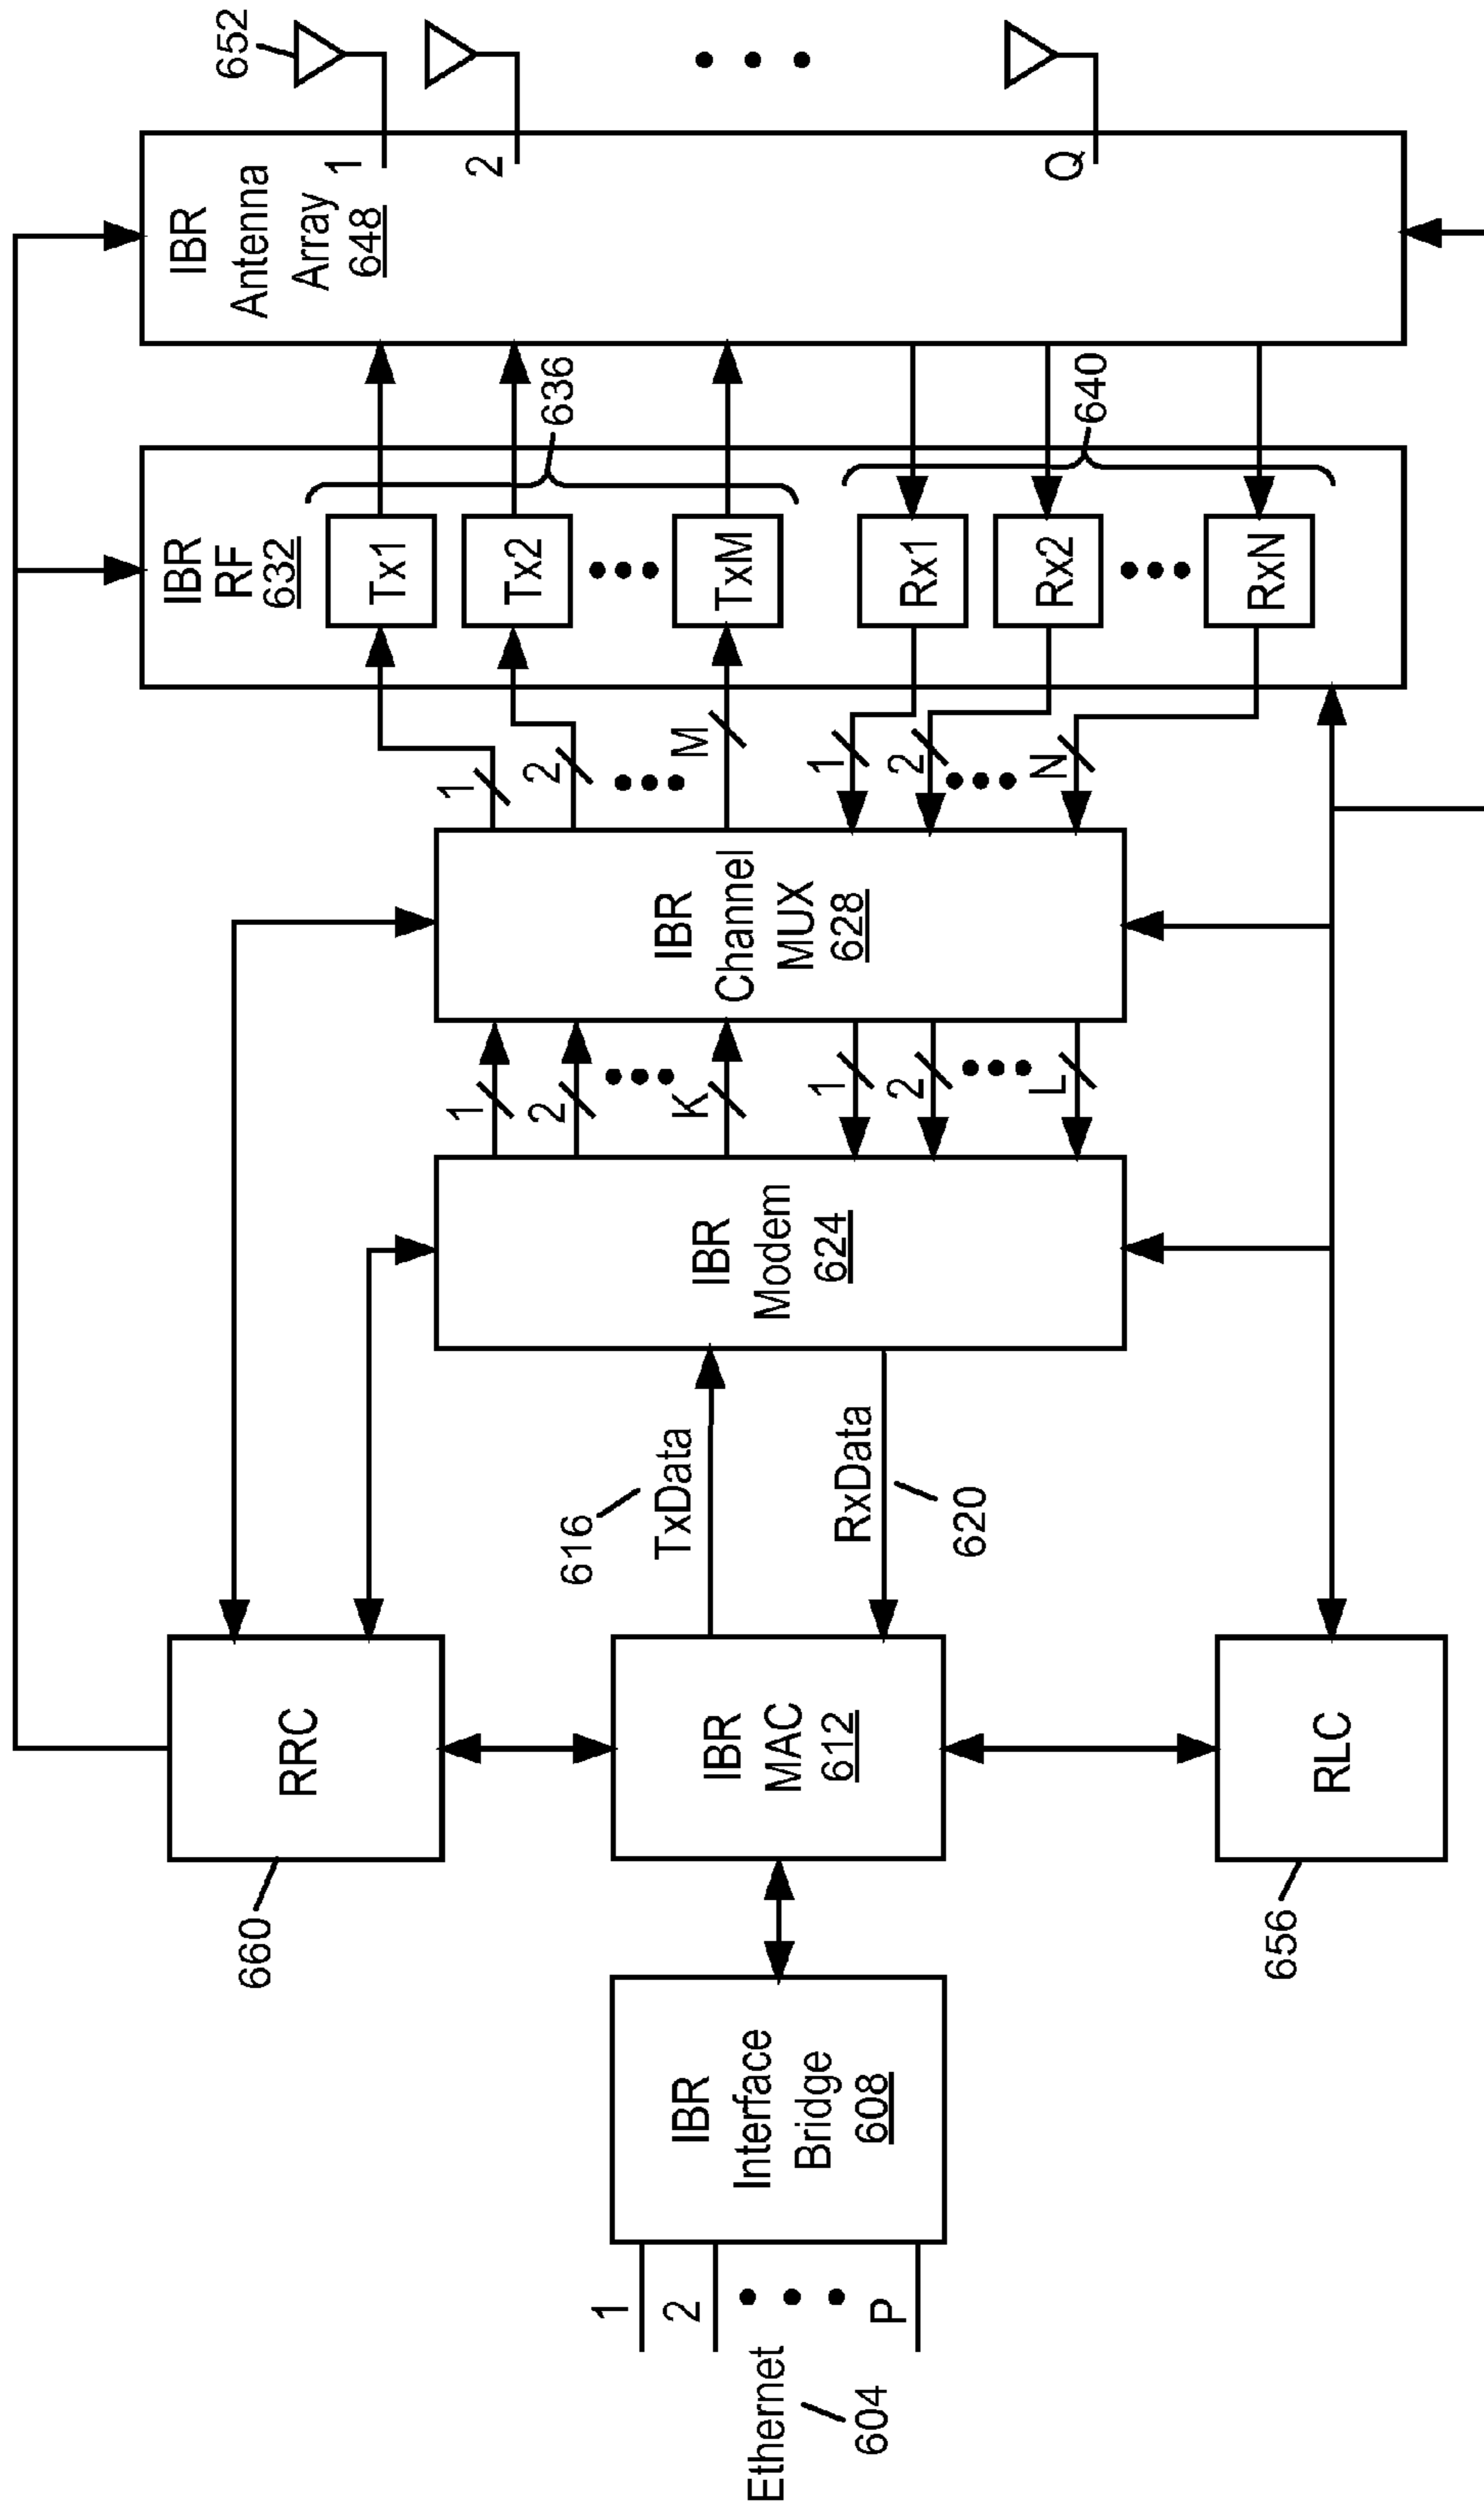 Ethernet
604
1
2
P
IBR
Interface
Bridge
608
660
RRC
IBR
MAC
612
656
RLC
616
TxData
RxData
620
IBR
Modem
624
1
2
K
1
2
L
IBR
Channel
MUX
628
1
2
M
1
2
N
IBR
RF
632
Tx1
Tx2
TxM
Rx1
Rx2
RxN
636
640
IBR
Antenna
Array
648
1
2
Q
652